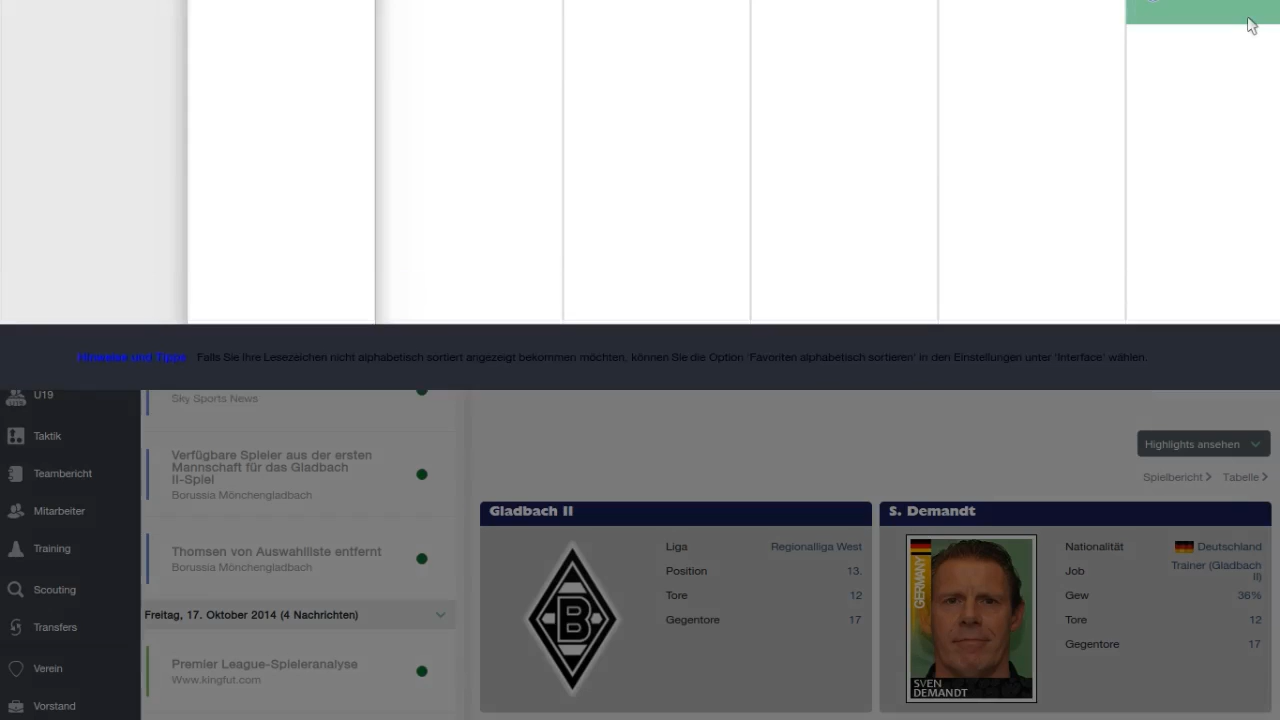 Hinweise und Tipps Falls Sie Ihre Lesezeichen nicht alphabetisch sortiert angezeigt bekommen möchten, können Sie die Option 'Favoriten alphabetisch sortieren' in den Einstellungen unter 'Interface' wählen.
U19
Taktik
Teambericht
Mitarbeiter
Training
Scouting
Transfers
Verein
Vorstand
Sky Sports News
Verfügbare Spieler aus der ersten
Mannschaft für das Gladbach
II-Spiel
Borussia Mönchengladbach
Thomsen von Auswahlliste entfernt
Borussia Mönchengladbach
Freitag, 17. Oktober 2014 (4 Nachrichten)
Premier League-Spieleranalyse
Www.kingfut.com
Highlights ansehen
Spielbericht Tabelle
Gladbach II
B
Liga Regionalliga West
Position 13.
Tore 12
Gegentore 17
S. Demandt
GERMANY
SVEN
DEMANDT
Nationalität Deutschland
Job Trainer (Gladbach
II)
Gew 36%
Tore 12
Gegentore 17